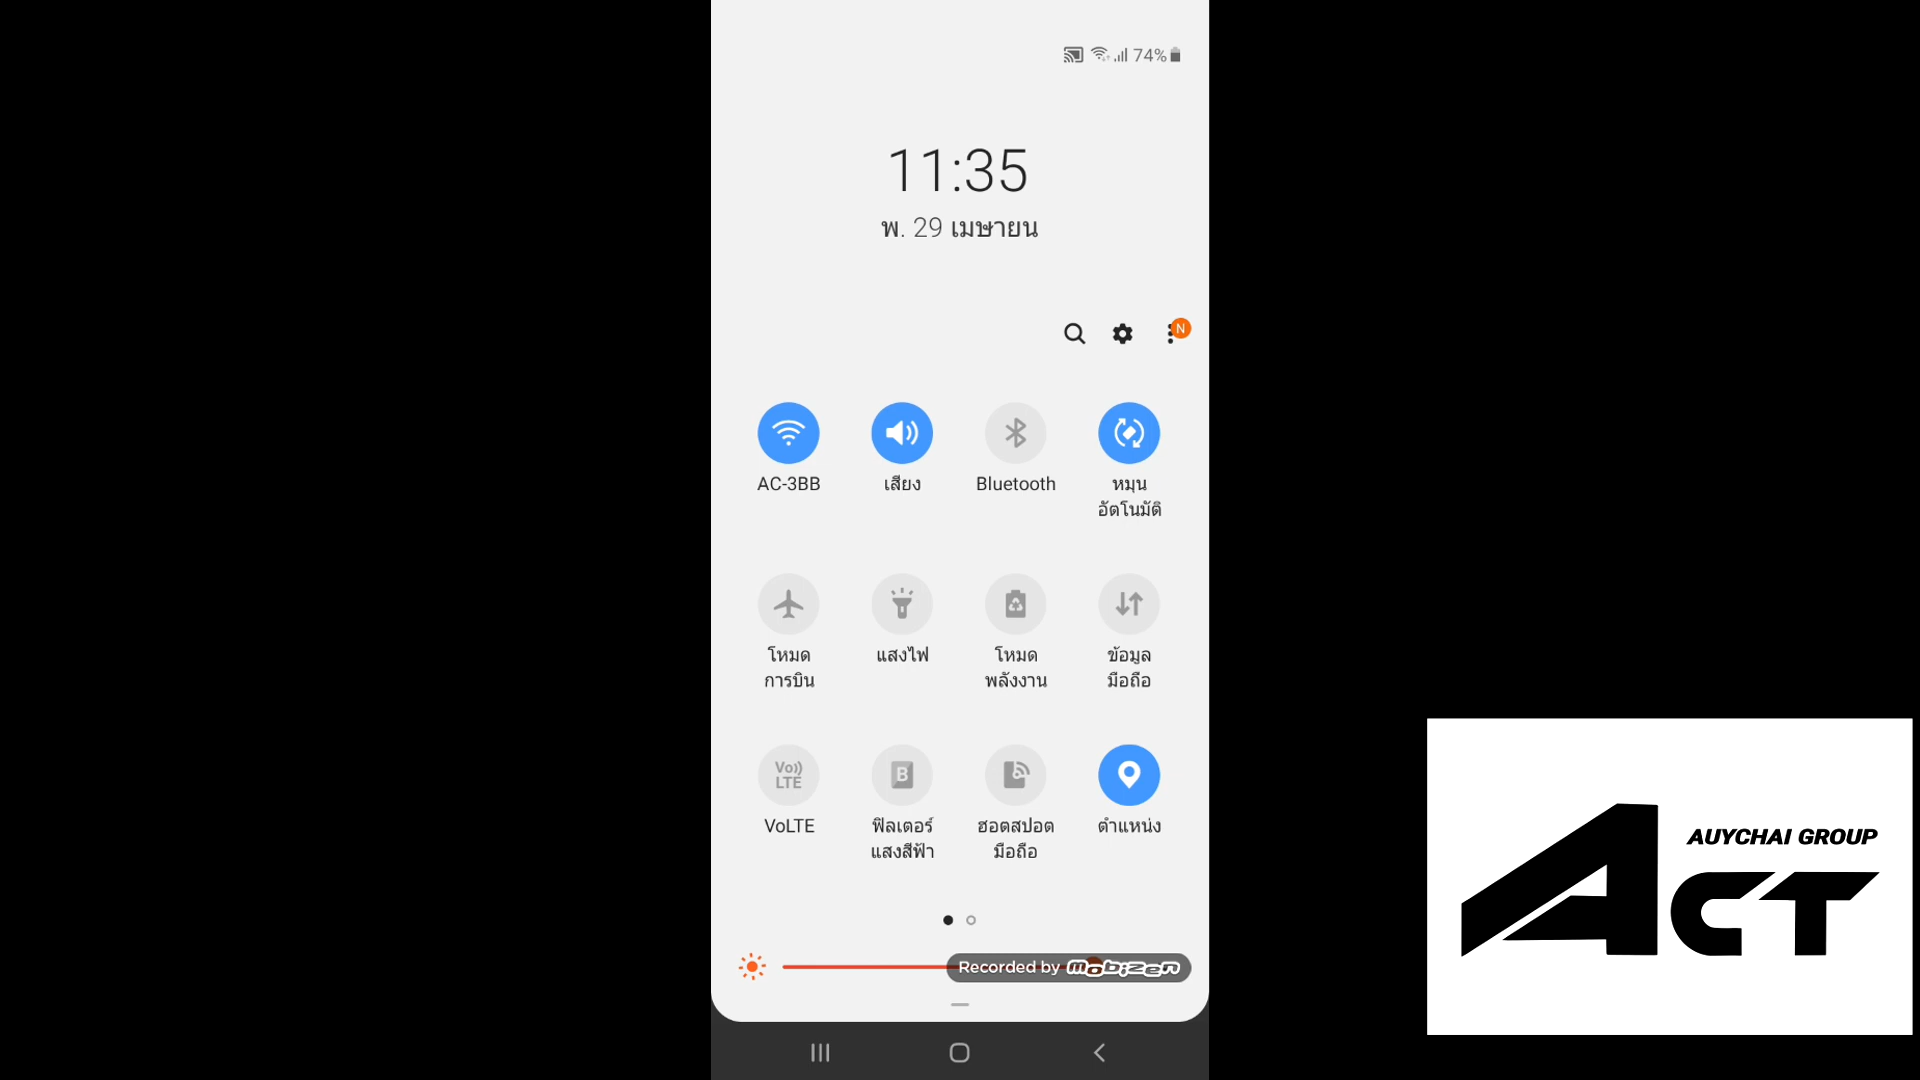 74%
11:35
พ. 29 เมษายน
N
AC-3BB
เสียง
Bluetooth
หมุน
อัตโนมัติ
โหมด
การบิน
แสงไฟ
โหมด
พลังงาน
ข้อมูล
มือถือ
Vo))
LTE
VoLTE
B
ฟิลเตอร์
แสงสีฟ้า
ฮอตสปอต
มือถือ
ตำแหน่ง
Recorded by mobizen
AUYCHAI GROUP
ACT